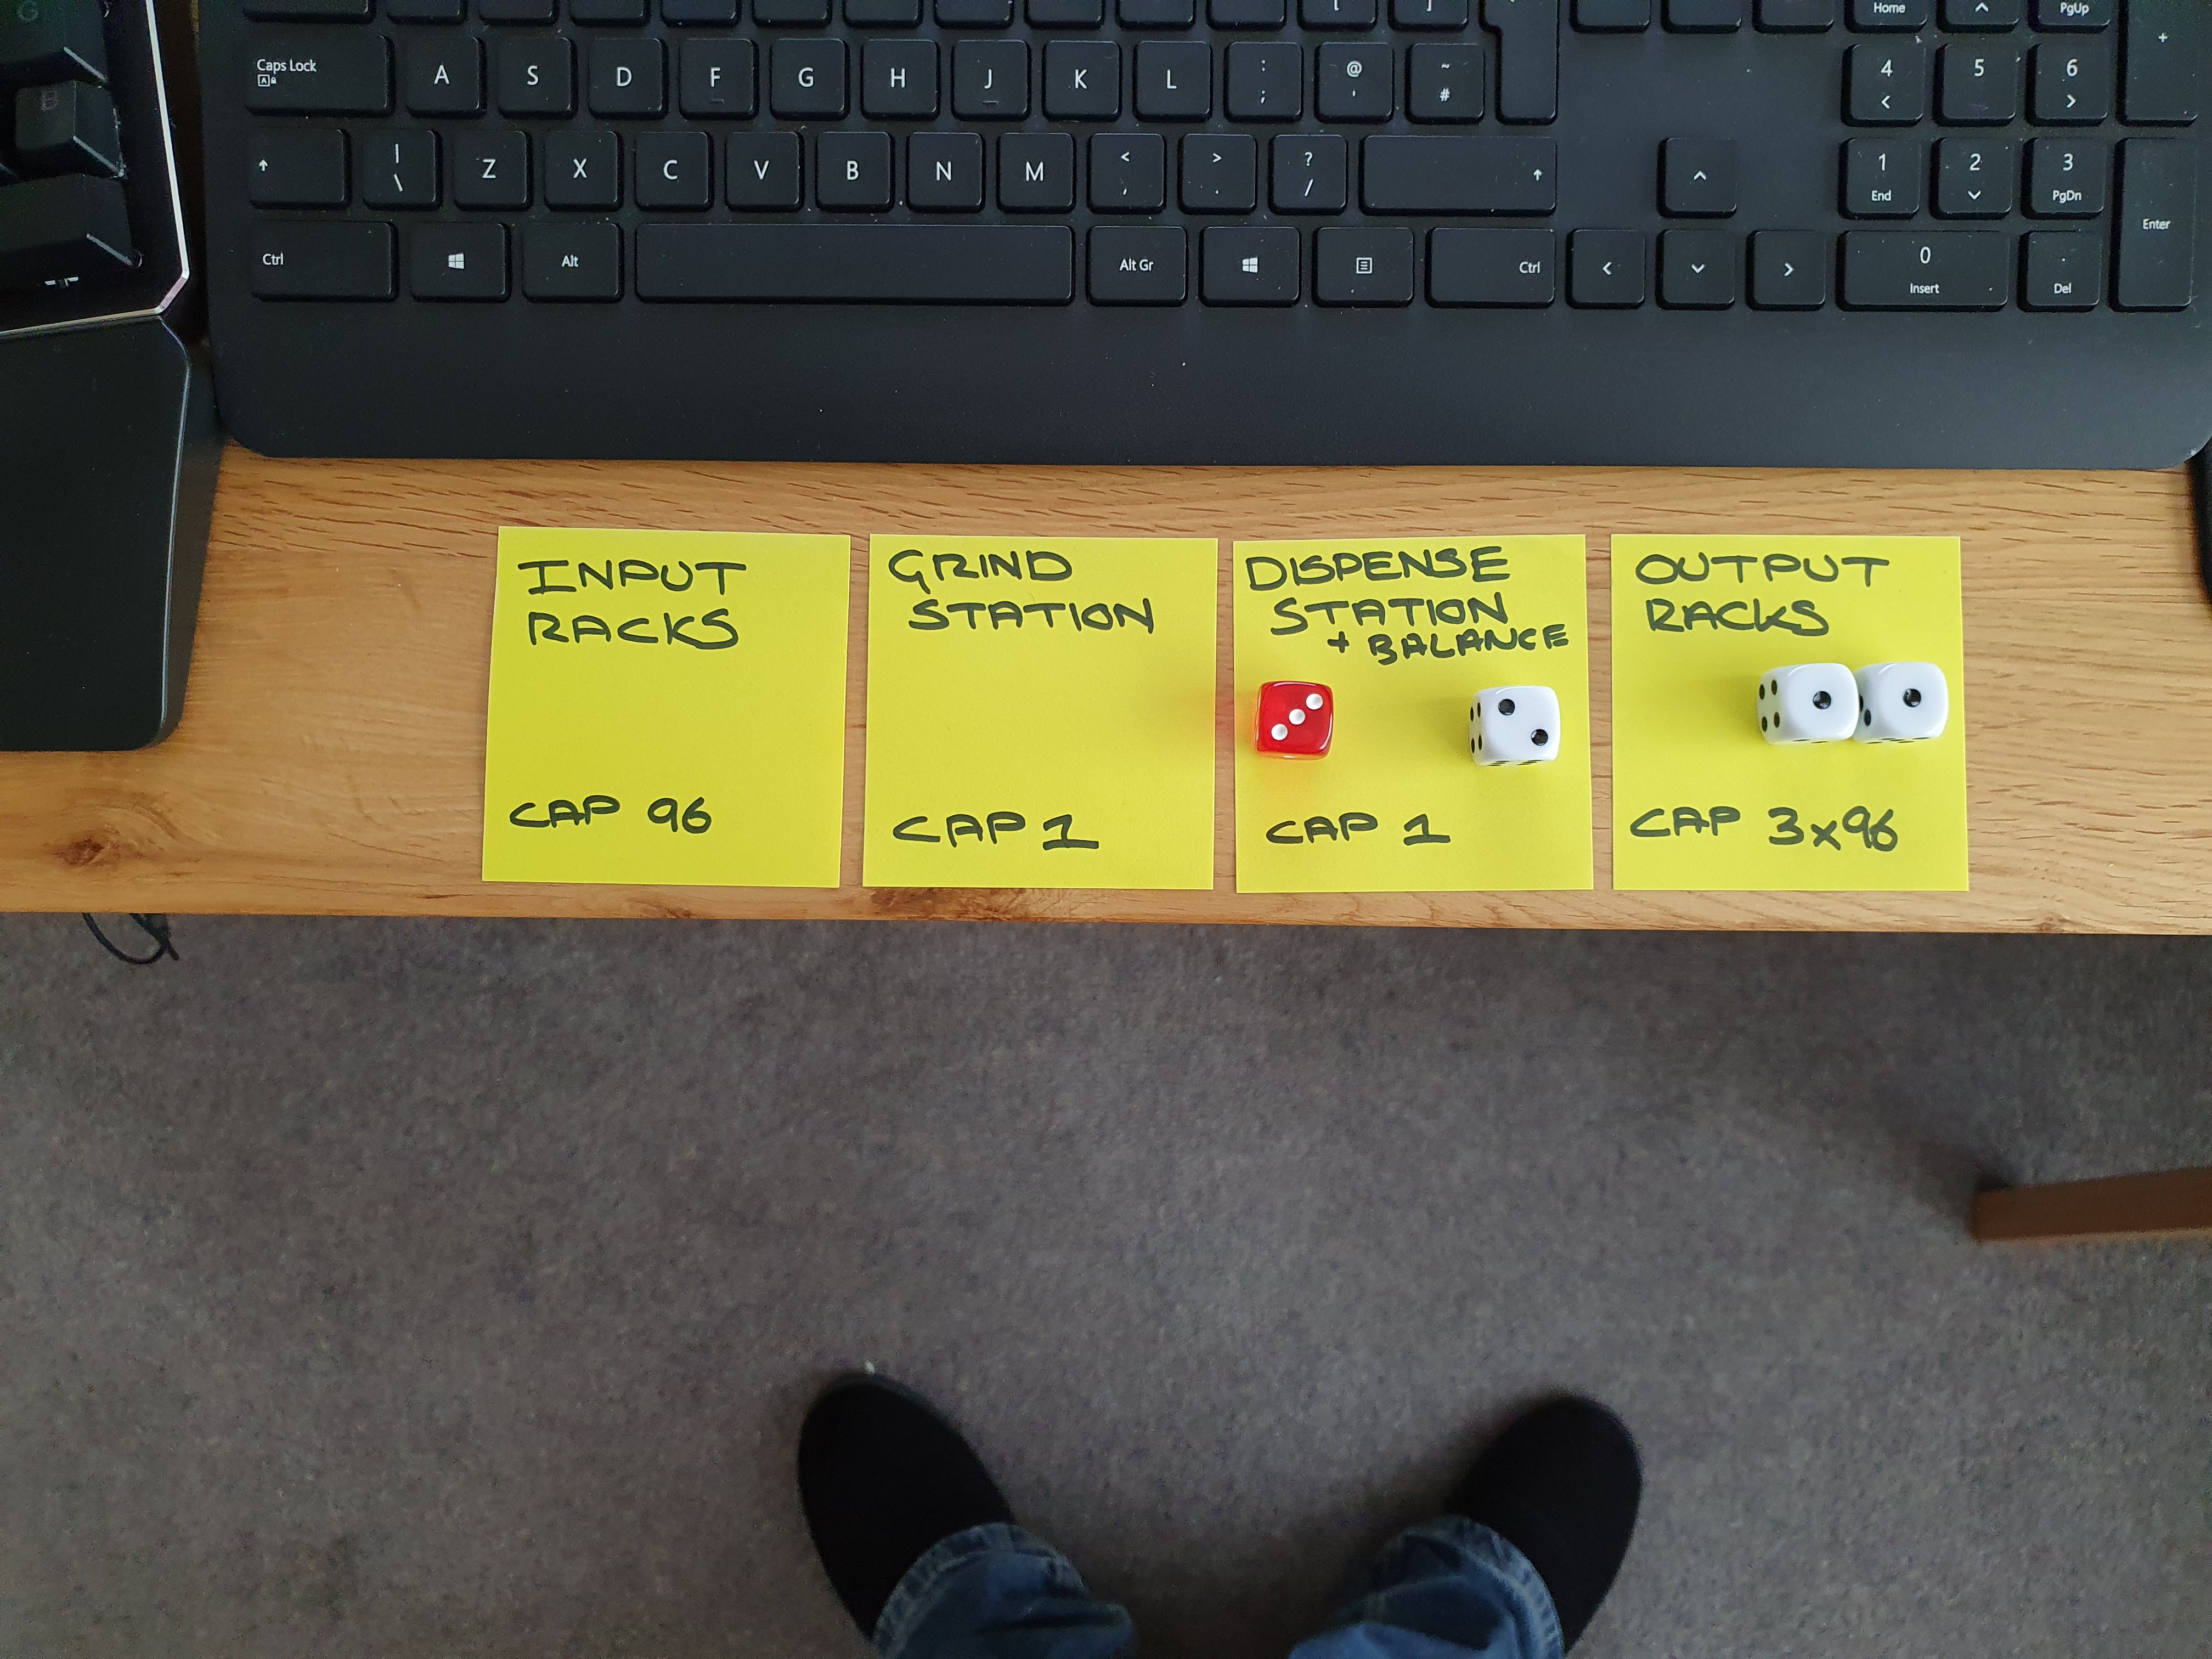 Home
PgUp
+
Caps Lock
A
S
D
F
G
H
J
K
L
:
;
@
'
~
#
4
<
5
6
>
|
\
Z
X
C
V
B
N
M
<
,
>
.
?
/
1
End
2
3
PgDn
Enter
Ctrl
Alt
Alt Gr
Ctrl
0
Insert
.
Del
INPUT
RACKS
CAP 96
GRIND
STATION
CAP 1
DISPENSE
STATION
+ BALANCE
CAP 1
OUTPUT
RACKS
CAP 3x96